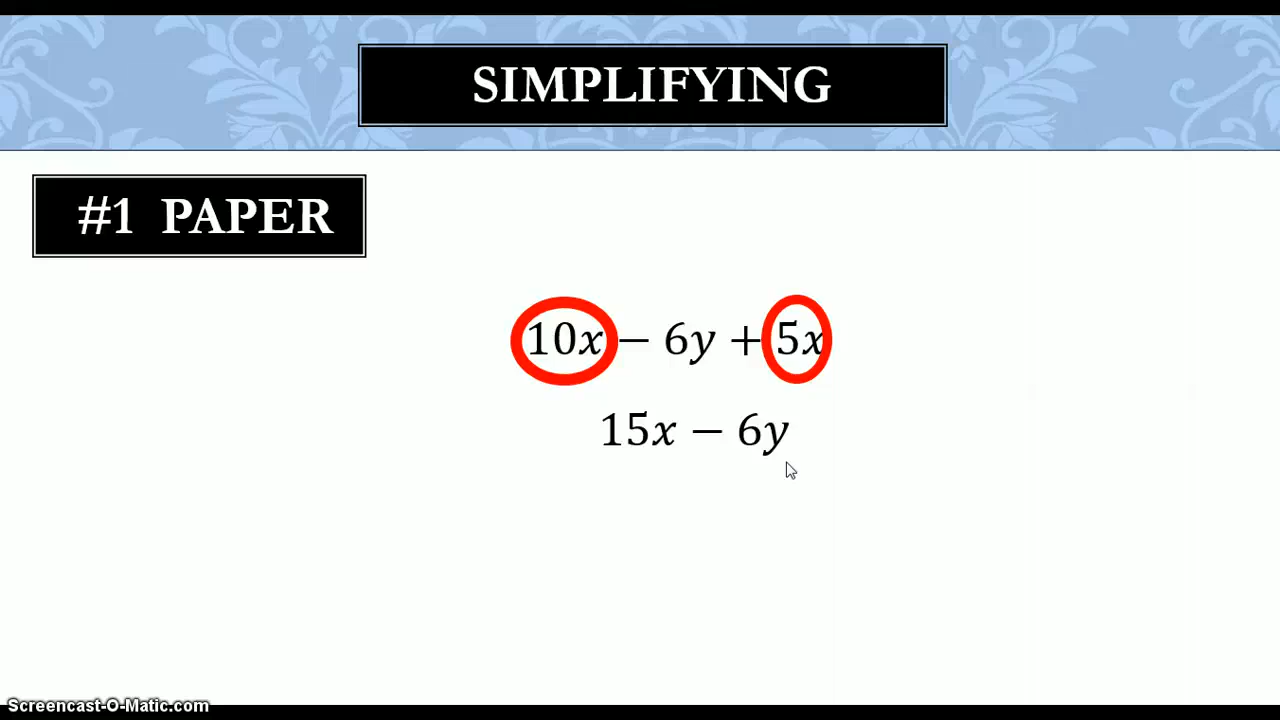 SIMPLIFYING
#1 PAPER
10x − 6y + 5x
15x − 6y
Screencast-O-Matic.com